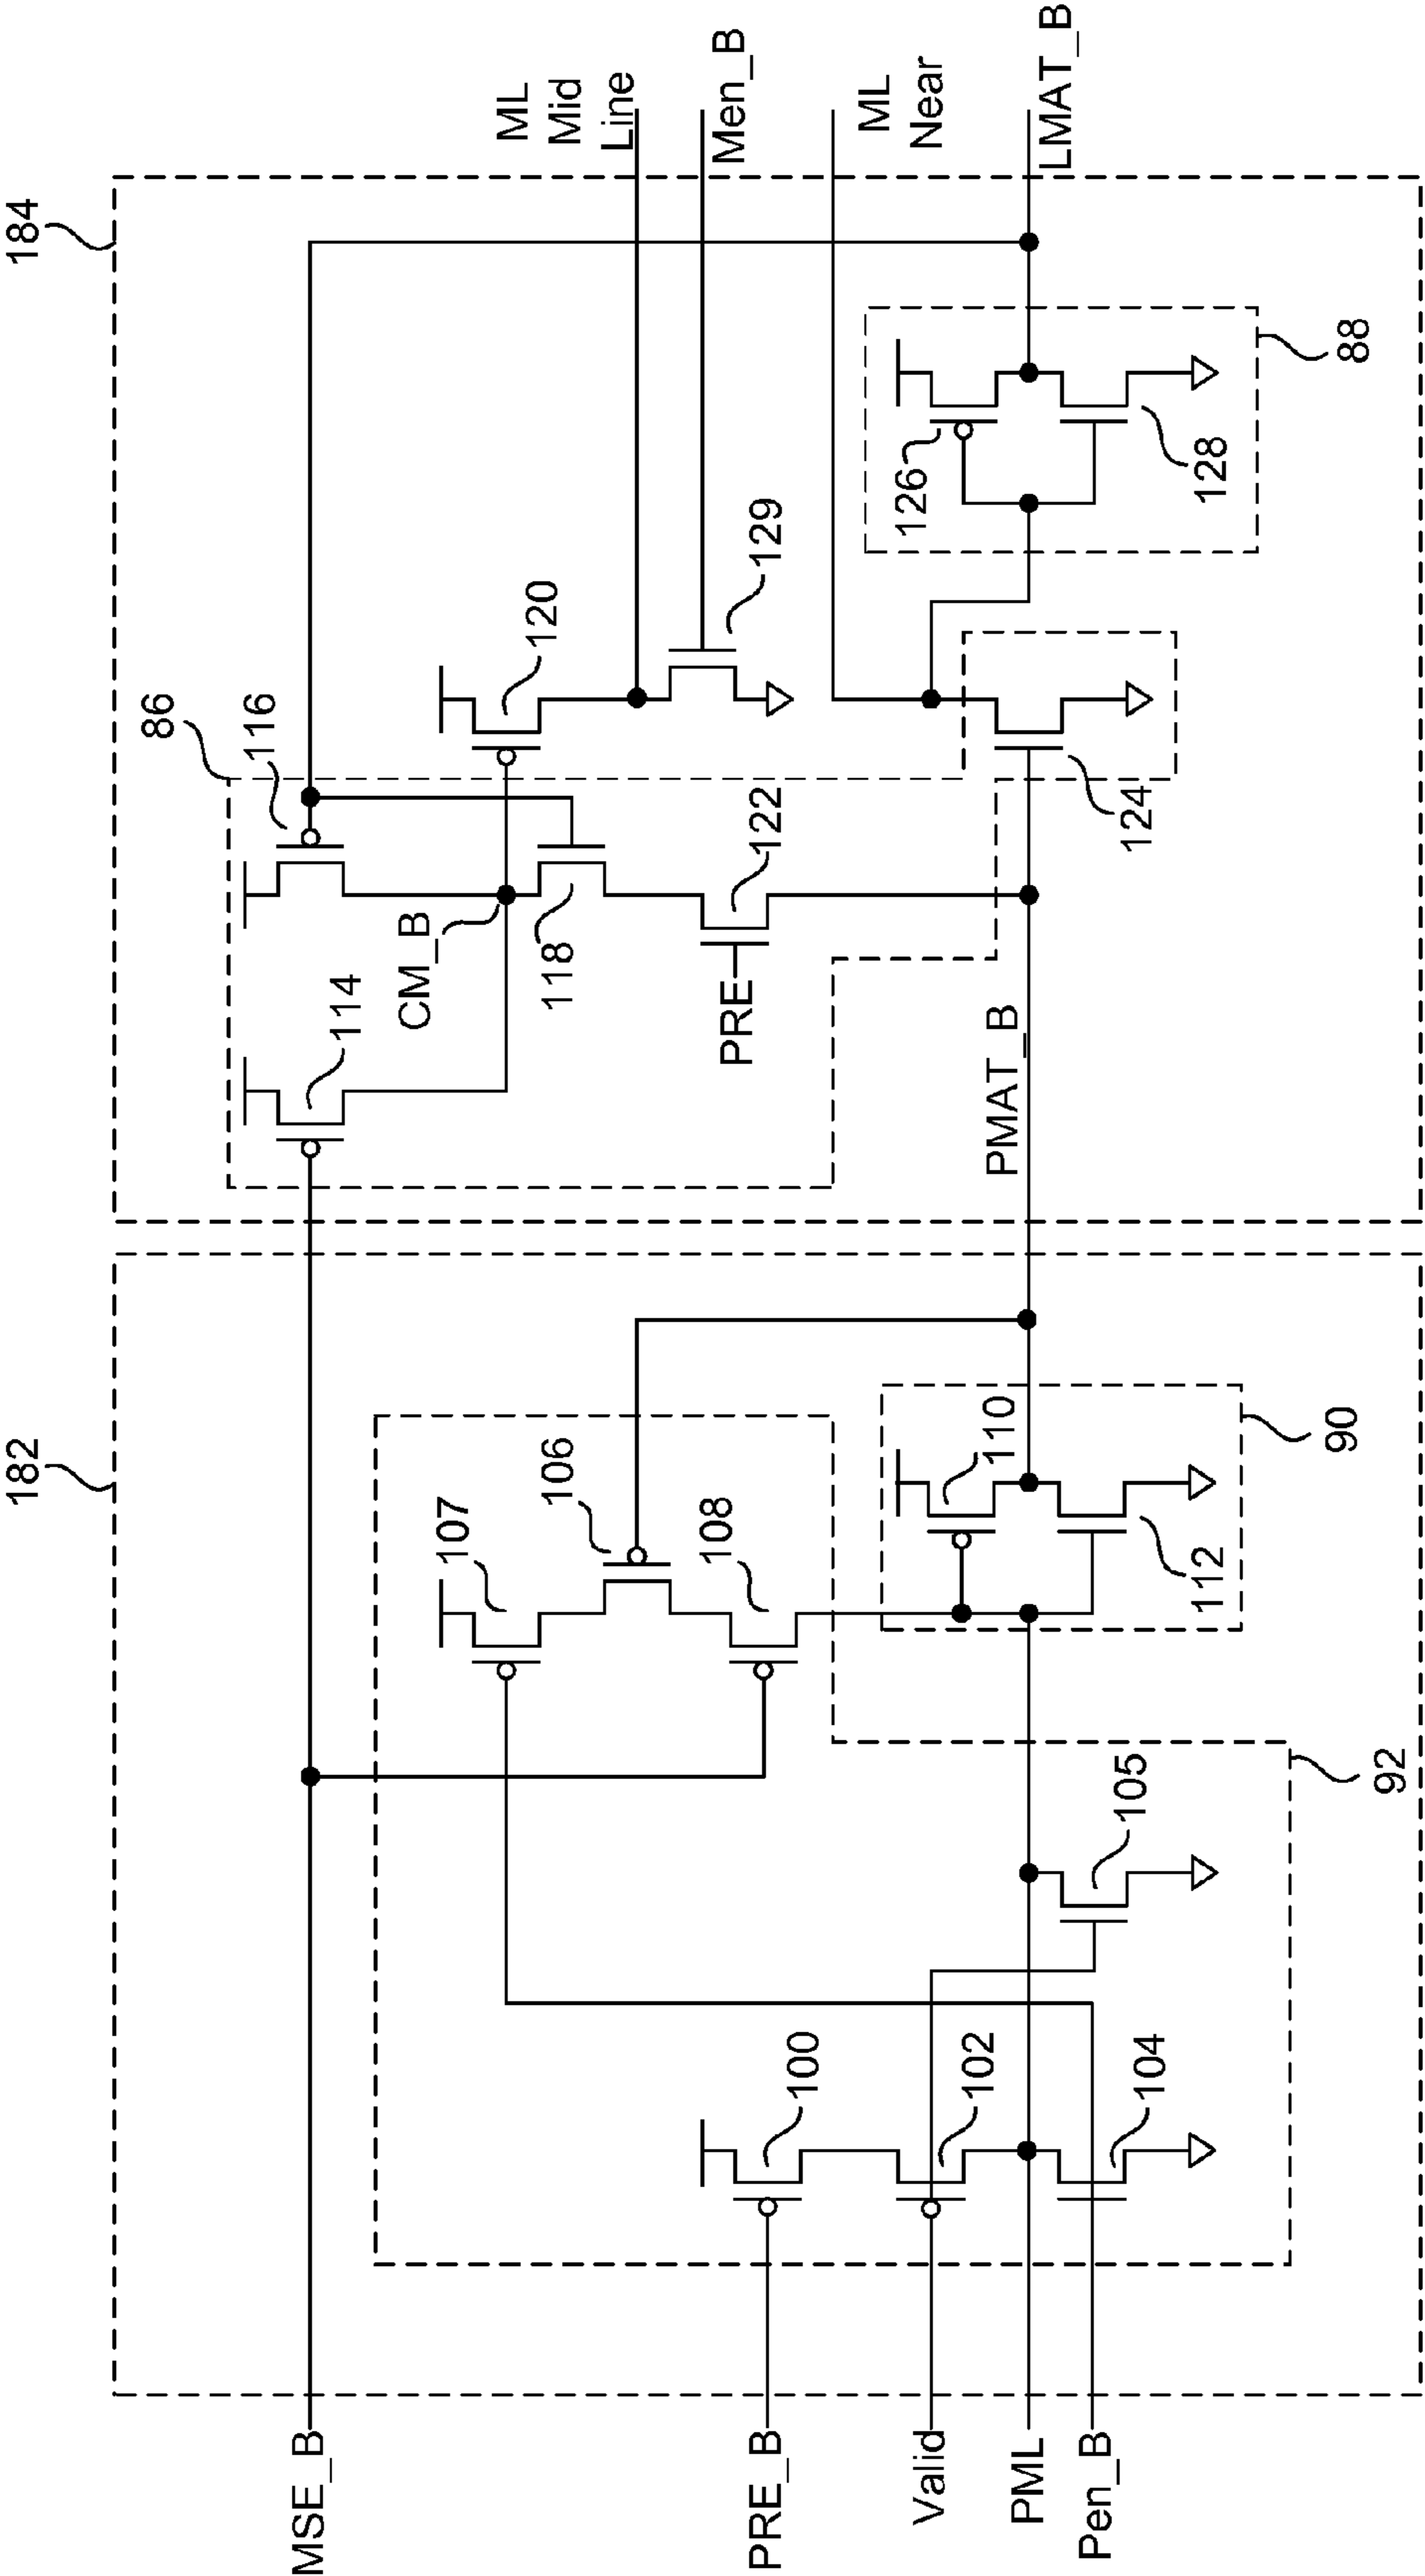 182
184
MSE_B
PRE_B
Valid
PML
Pen_B
100
102
104
105
92
107
106
108
110
112
90
PMAT_B
86
114
116
CM_B
118
PRE
122
120
129
124
126
128
88
ML
Mid
Line
Men_B
ML
Near
LMAT_B